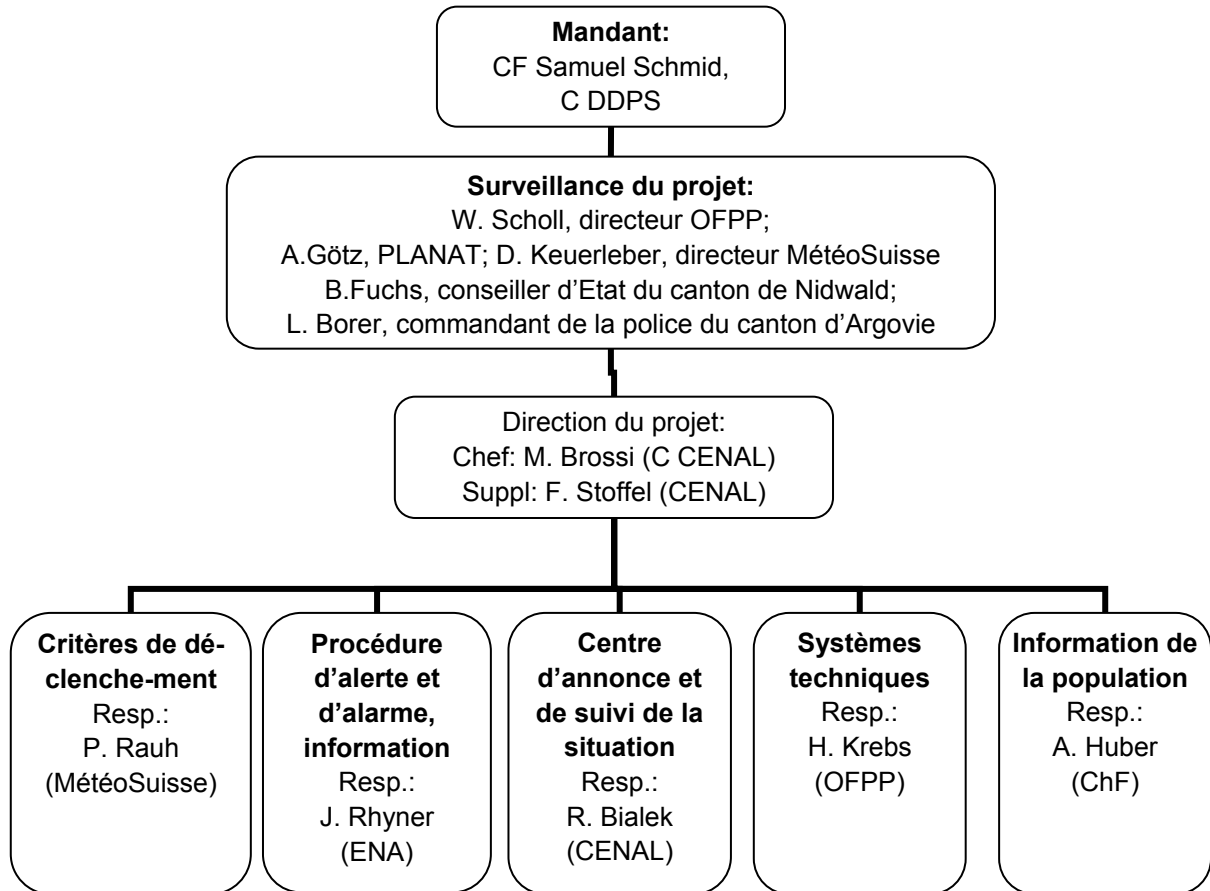 Mandant:
CF Samuel Schmid,
C DDPS
Surveillance du projet:
W. Scholl, directeur OFPP;
A.Götz, PLANAT; D. Keuerleber, directeur MétéoSuisse
B.Fuchs, conseiller d’Etat du canton de Nidwald;
L. Borer, commandant de la police du canton d’Argovie
Direction du projet:
Chef: M. Brossi (C CENAL)
Suppl: F. Stoffel (CENAL)
Critères de dé-
clenche-ment
Resp.:
P. Rauh
(MétéoSuisse)
Procédure
d’alerte et
d’alarme,
information
Resp.:
J. Rhyner
(ENA)
Centre
d’annonce et
de suivi de la
situation
Resp.:
R. Bialek
(CENAL)
Systèmes
techniques
Resp.:
H. Krebs
(OFPP)
Information de
la population
Resp.:
A. Huber
(ChF)